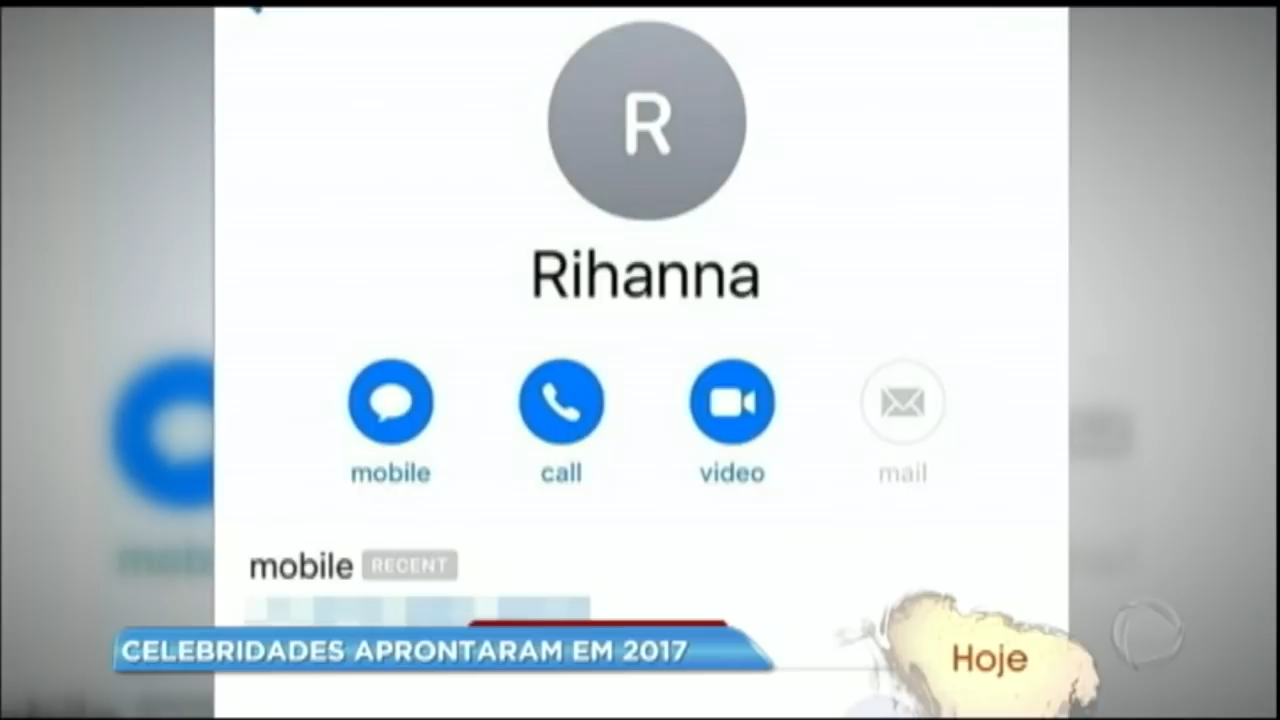 R
Rihanna
mobile call video mail
mobile RECENT
CELEBRIDADES APRONTARAM EM 2017
Hoje